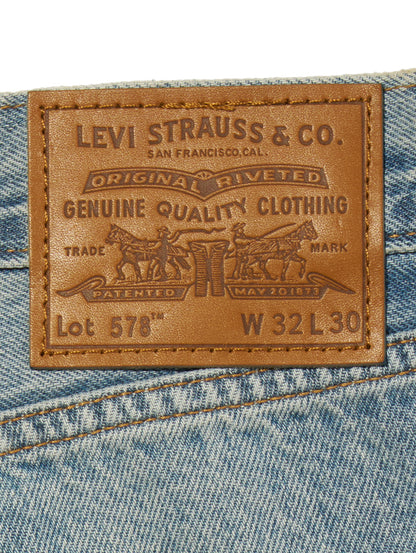 LEVI STRAUSS & CO.
SAN FRANCISCO, CAL.
ORIGINAL RIVETED
GENUINE QUALITY CLOTHING
TRADE MARK
PATENTED MAY 20 1873
Lot 578™ W 32 L 30